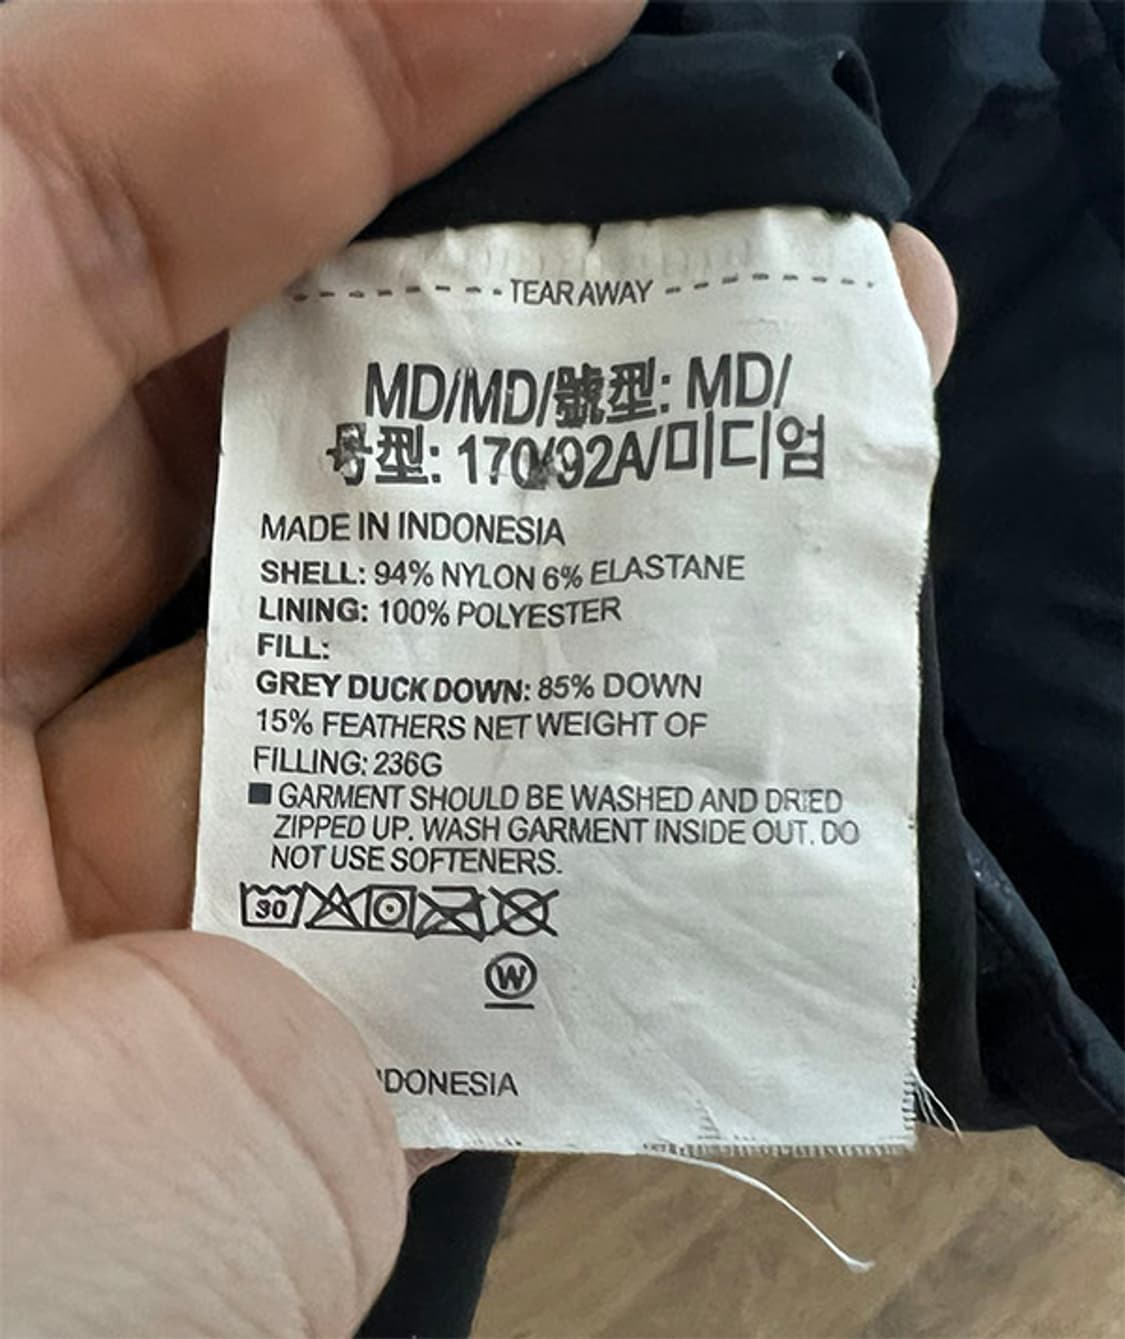 TEAR AWAY
MD/MD/號型: MD/
号型: 170/92A/미디엄
MADE IN INDONESIA
SHELL: 94% NYLON 6% ELASTANE
LINING: 100% POLYESTER
FILL:
GREY DUCK DOWN: 85% DOWN
15% FEATHERS NET WEIGHT OF
FILLING: 236G
GARMENT SHOULD BE WASHED AND DRIED
ZIPPED UP. WASH GARMENT INSIDE OUT. DO
NOT USE SOFTENERS.
30
W
DONESIA